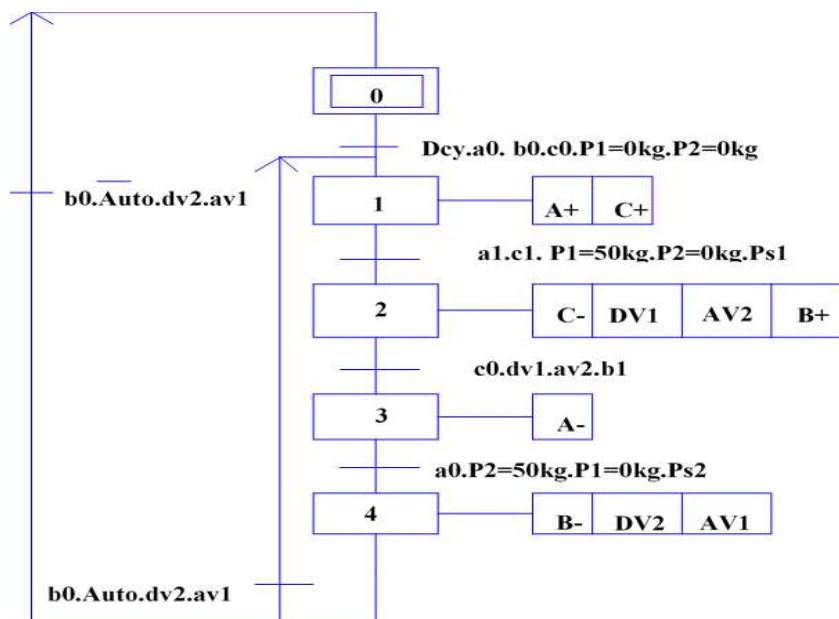 0
Dcy.a0. b0.c0.P1=0kg.P2=0kg
b0.A̅u̅t̅o̅.dv2.av1
1 A+ C+
a1.c1. P1=50kg.P2=0kg.Ps1
2 C- DV1 AV2 B+
c0.dv1.av2.b1
3 A-
a0.P2=50kg.P1=0kg.Ps2
4 B- DV2 AV1
b0.Auto.dv2.av1